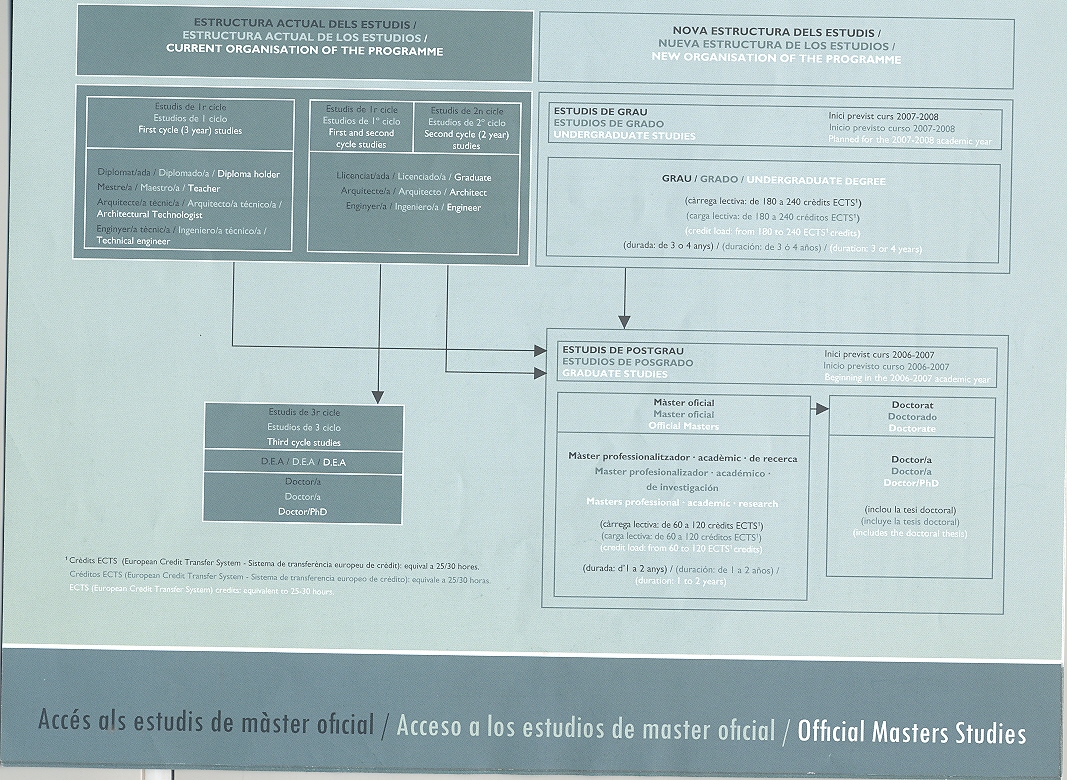 ESTRUCTURA ACTUAL DELS ESTUDIS /
ESTRUCTURA ACTUAL DE LOS ESTUDIOS /
CURRENT ORGANISATION OF THE PROGRAMME
NOVA ESTRUCTURA DELS ESTUDIS /
NUEVA ESTRUCTURA DE LOS ESTUDIOS /
NEW ORGANISATION OF THE PROGRAMME
Estudis de 1r cicle
Estudios de 1 ciclo
First cycle (3 year) studies
Estudis de 1r cicle
Estudios de 1º ciclo
First and second
cycle studies
Estudis de 2n cicle
Estudios de 2º ciclo
Second cycle (2 year)
studies
Diplomat/ada / Diplomado/a / Diploma holder
Mestre/a / Maestro/a / Teacher
Arquitecte/a tècnic/a / Arquitecto/a técnico/a /
Architectural Technologist
Enginyer/a tècnic/a / Ingeniero/a técnico/a /
Technical engineer
Llicenciat/ada / Licenciado/a / Graduate
Arquitecte/a / Arquitecto / Architect
Enginyer/a / Ingeniero/a / Engineer
ESTUDIS DE GRAU
ESTUDIOS DE GRADO
UNDERGRADUATE STUDIES
Inici previst curs 2007-2008
Inicio previsto curso 2007-2008
Planned for the 2007-2008 academic year
GRAU / GRADO / UNDERGRADUATE DEGREE
(càrrega lectiva: de 180 a 240 crèdits ECTS¹)
(carga lectiva: de 180 a 240 créditos ECTS¹)
(credit load: from 180 to 240 ECTS¹ credits)
(durada: de 3 o 4 anys) / (duración: de 3 ó 4 años) / (duration: 3 or 4 years)
ESTUDIS DE POSTGRAU
ESTUDIOS DE POSGRADO
GRADUATE STUDIES
Inici previst curs 2006-2007
Inicio previsto curso 2006-2007
Beginning in the 2006-2007 academic year
Màster oficial
Master oficial
Official Masters
Doctorat
Doctorado
Doctorate
Màster professionalitzador · acadèmic · de recerca
Master profesionalizador · académico ·
de investigación
Masters professional · academic · research
(càrrega lectiva: de 60 a 120 crèdits ECTS¹)
(carga lectiva: de 60 a 120 créditos ECTS¹)
(credit load: from 60 to 120 ECTS¹ credits)
(durada: d'1 a 2 anys) / (duración: de 1 a 2 años) /
(duration: 1 to 2 years)
Doctor/a
Doctor/a
Doctor/PhD
(inclou la tesi doctoral)
(incluye la tesis doctoral)
(includes the doctoral thesis)
Estudis de 3r cicle
Estudios de 3 ciclo
Third cycle studies
D.E.A / D.E.A / D.E.A
Doctor/a
Doctor/a
Doctor/PhD
¹ Crèdits ECTS (European Credit Transfer System - Sistema de transferència europeu de crèdit): equival a 25/30 hores.
Créditos ECTS (European Credit Transfer System - Sistema de transferencia europeo de crédito): equivale a 25/30 horas.
ECTS (European Credit Transfer System) credits: equivalent to 25-30 hours.
Accés als estudis de màster oficial / Acceso a los estudios de master oficial / Official Masters Studies